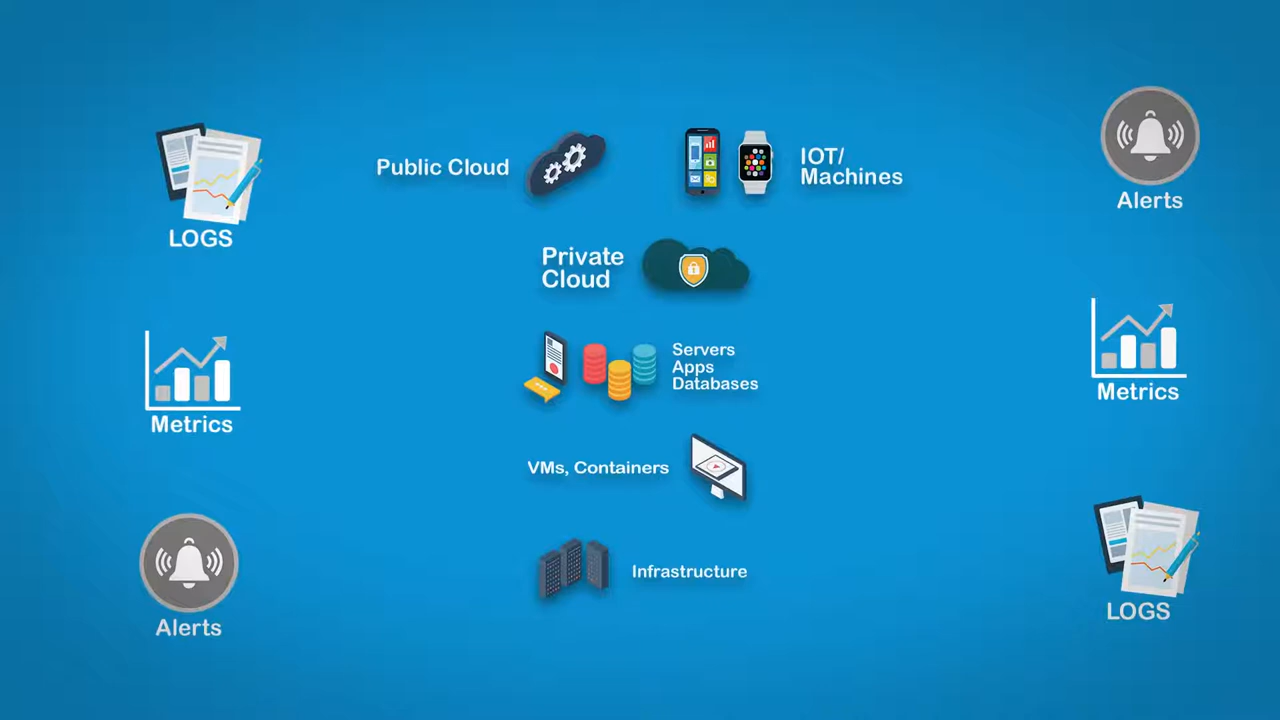 LOGS
Metrics
Alerts
Public Cloud
IOT/
Machines
Private
Cloud
Servers
Apps
Databases
VMs, Containers
Infrastructure
Alerts
Metrics
LOGS